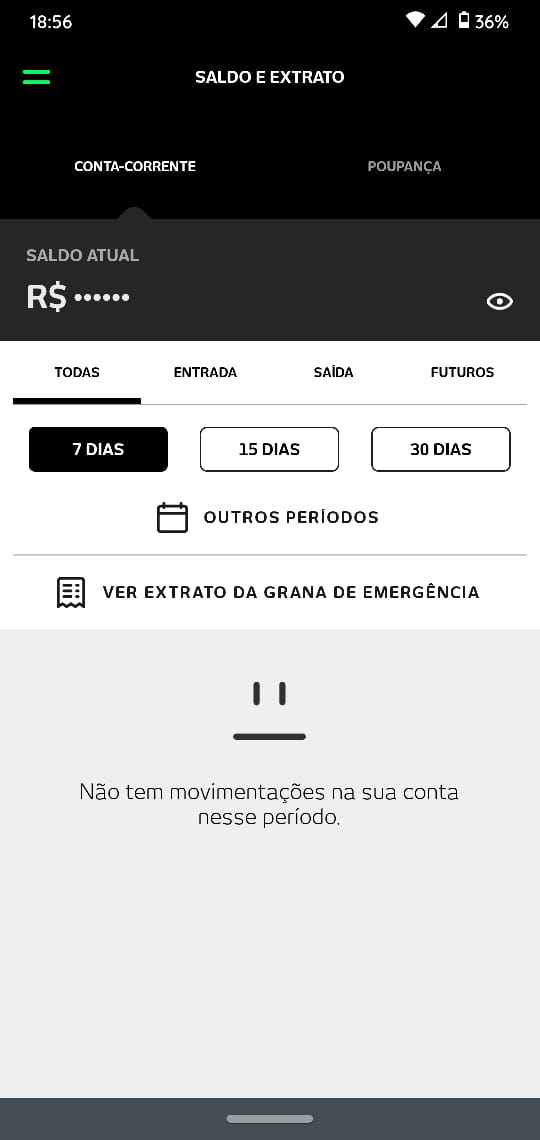 18:56
36%
SALDO E EXTRATO
CONTA-CORRENTE
POUPANÇA
SALDO ATUAL
R$ ••••••
TODAS
ENTRADA
SAÍDA
FUTUROS
7 DIAS
15 DIAS
30 DIAS
OUTROS PERÍODOS
VER EXTRATO DA GRANA DE EMERGÊNCIA
Não tem movimentações na sua conta
nesse período.